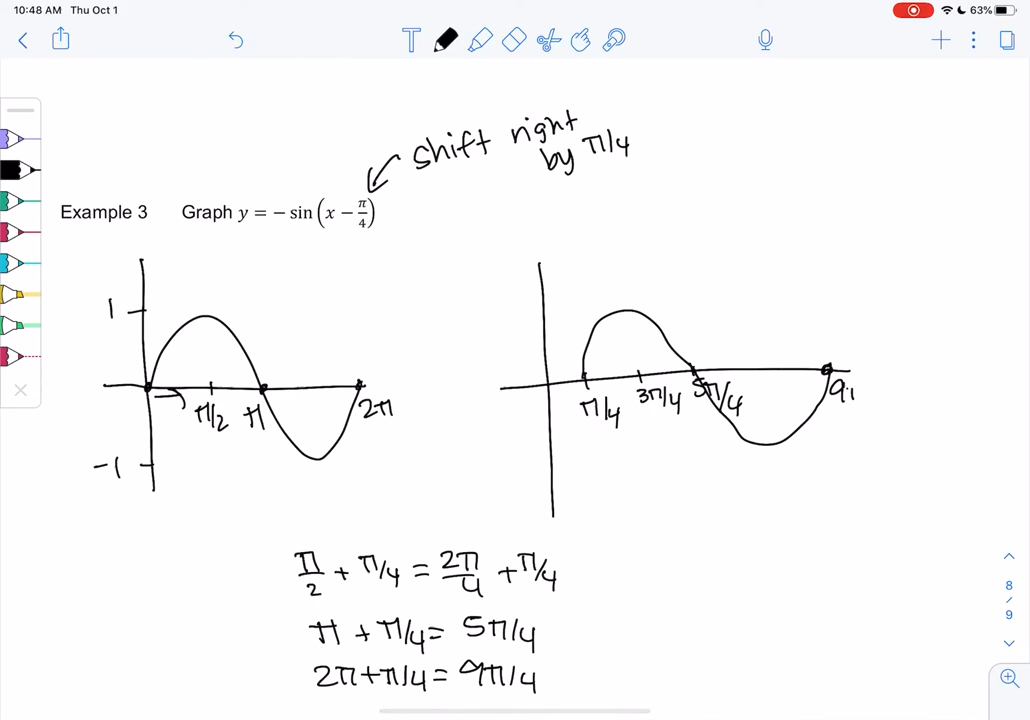 10:48 AM Thu Oct 1
63%
T
shift right
by π/4
Example 3 Graph y = − sin (x − π/4)
1
π/2 π 2π
-1
π/4 3π/4 5π/4 9π
π/2 + π/4 = 2π/4 + π/4
π + π/4 = 5π/4
2π + π/4 = 9π/4
8
/
9